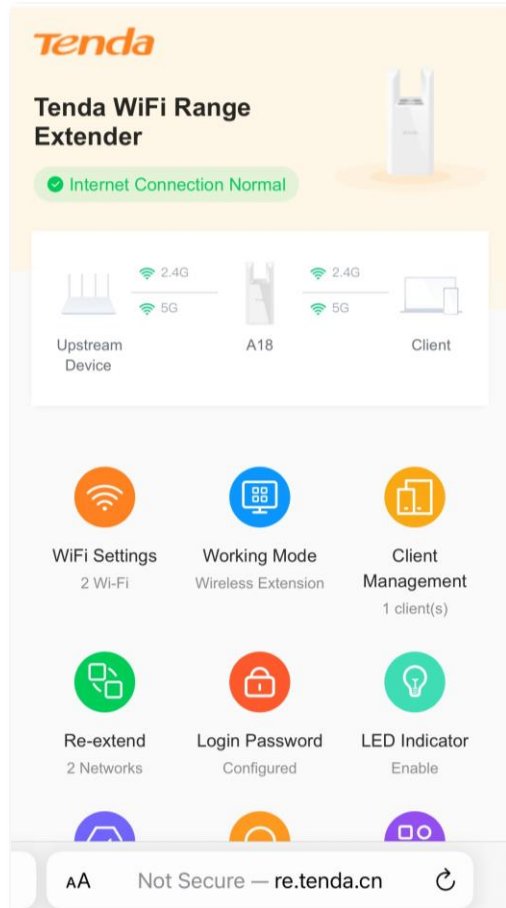 Tenda
Tenda WiFi Range
Extender
Internet Connection Normal
2.4G
2.4G
5G
5G
Upstream
Device
A18
Client
WiFi Settings
2 Wi-Fi
Working Mode
Wireless Extension
Client
Management
1 client(s)
Re-extend
2 Networks
Login Password
Configured
LED Indicator
Enable
AA
Not Secure — re.tenda.cn